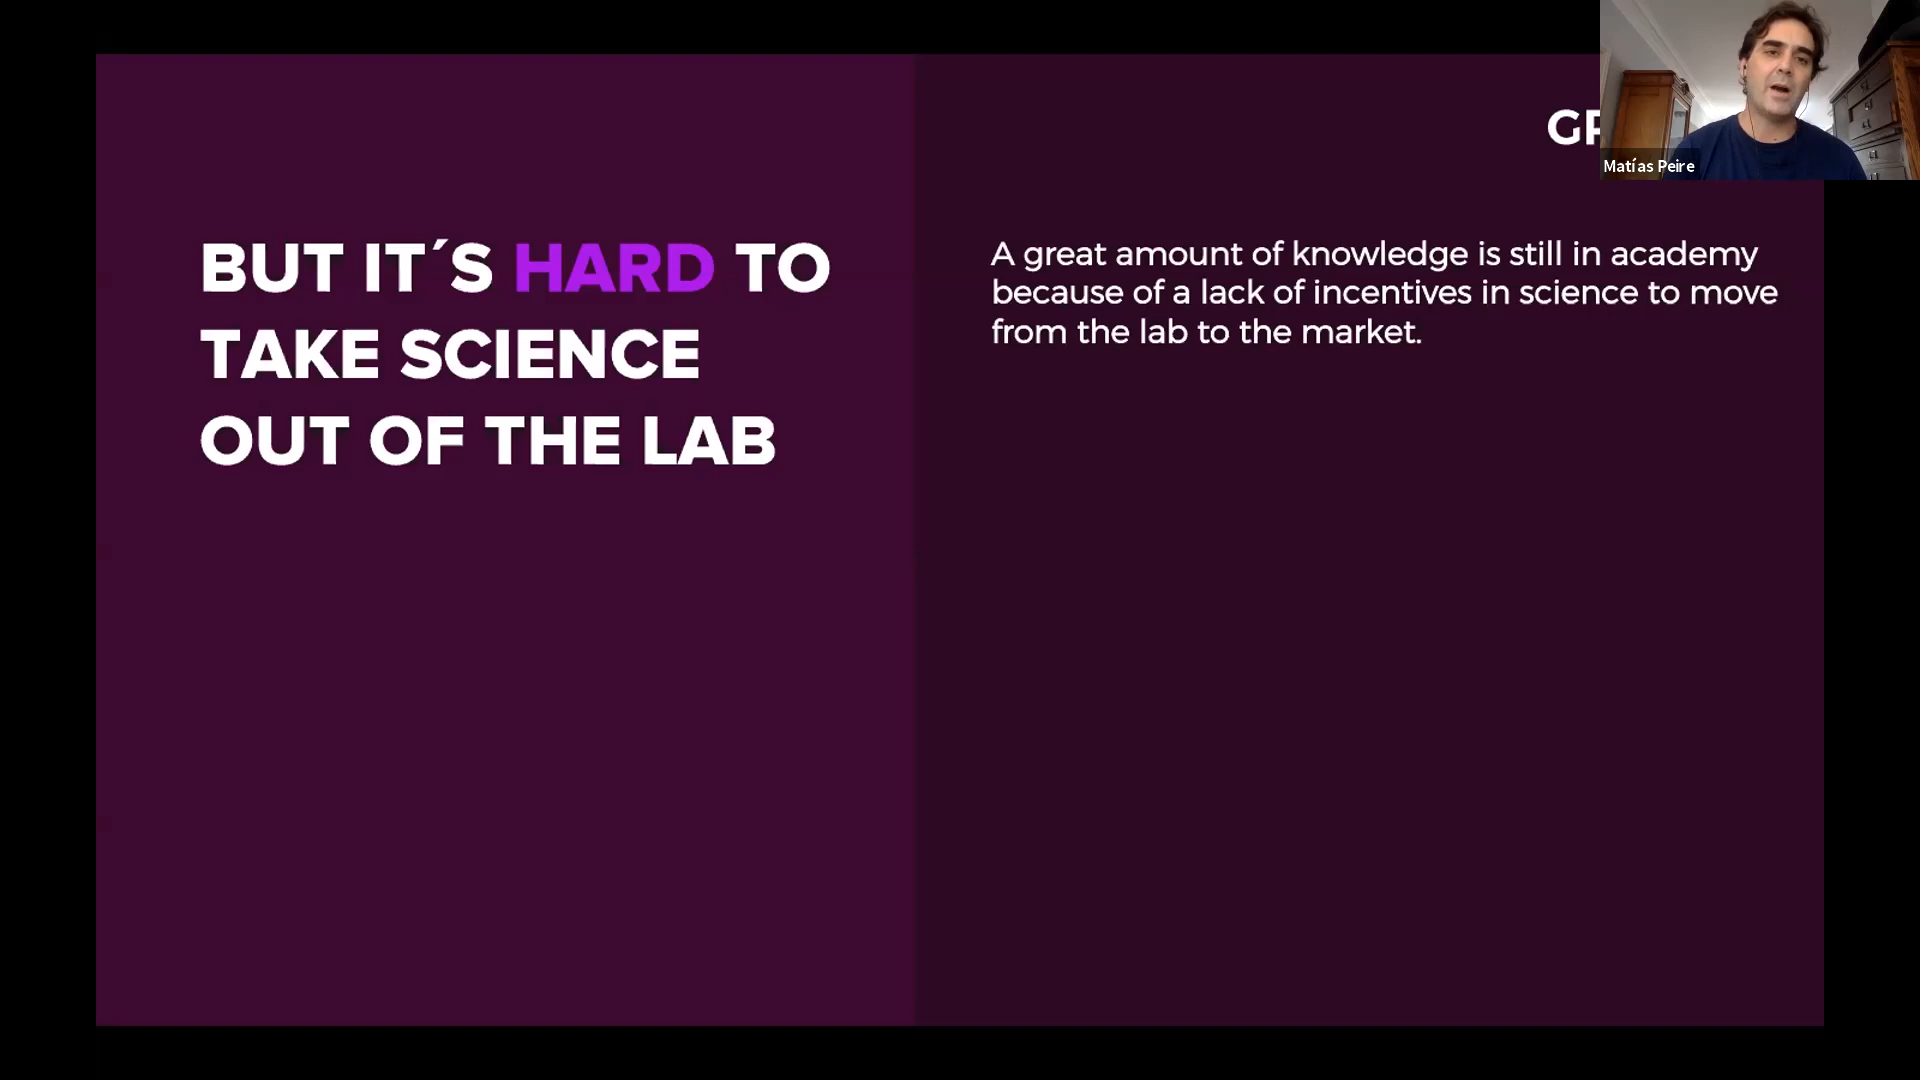 BUT IT´S HARD TO
TAKE SCIENCE
OUT OF THE LAB
A great amount of knowledge is still in academy
because of a lack of incentives in science to move
from the lab to the market.
Matías Peire